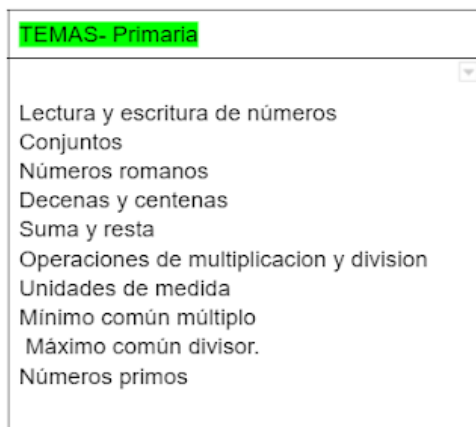 TEMAS- Primaria
Lectura y escritura de números
Conjuntos
Números romanos
Decenas y centenas
Suma y resta
Operaciones de multiplicacion y division
Unidades de medida
Mínimo común múltiplo
Máximo común divisor.
Números primos